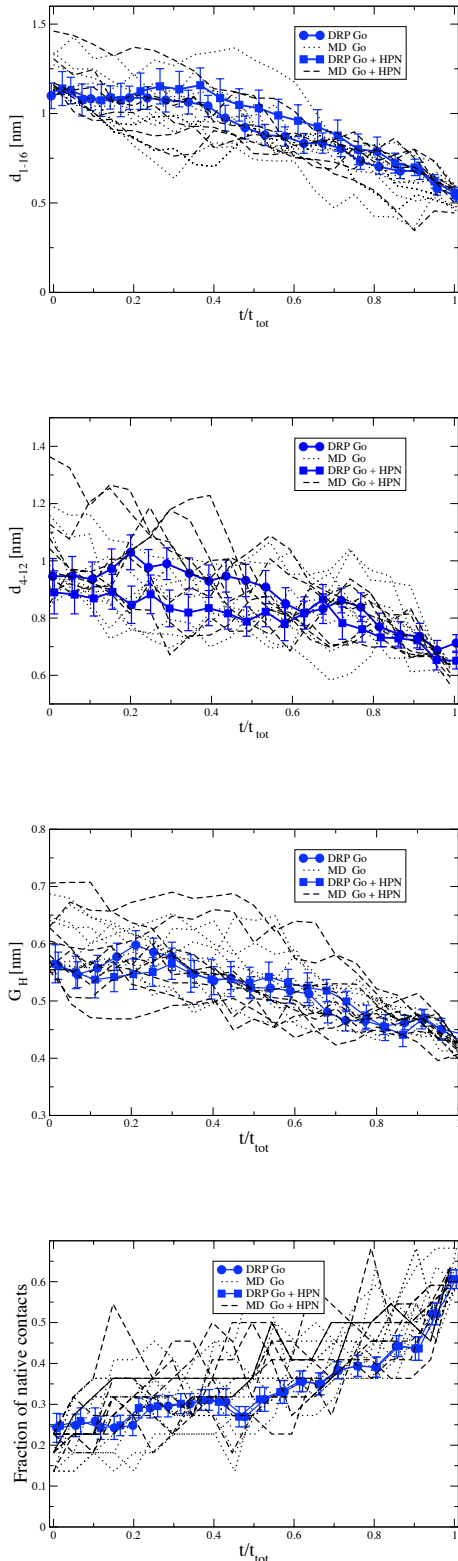 1.5
1
0.5
0
d1-16 [nm]
DRP Go
MD Go
DRP Go + HPN
MD Go + HPN
0 0.2 0.4 0.6 0.8 1
t/ttot
1.4
1.2
1
0.8
0.6
d4-12 [nm]
DRP Go
MD Go
DRP Go + HPN
MD Go + HPN
0 0.2 0.4 0.6 0.8 1
t/ttot
0.8
0.7
0.6
0.5
0.4
0.3
GH [nm]
DRP Go
MD Go
DRP Go + HPN
MD Go + HPN
0 0.2 0.4 0.6 0.8 1
t/ttot
0.6
0.5
0.4
0.3
0.2
0.1
0
Fraction of native contacts
DRP Go
MD Go
DRP Go + HPN
MD Go + HPN
0 0.2 0.4 0.6 0.8 1
t/ttot